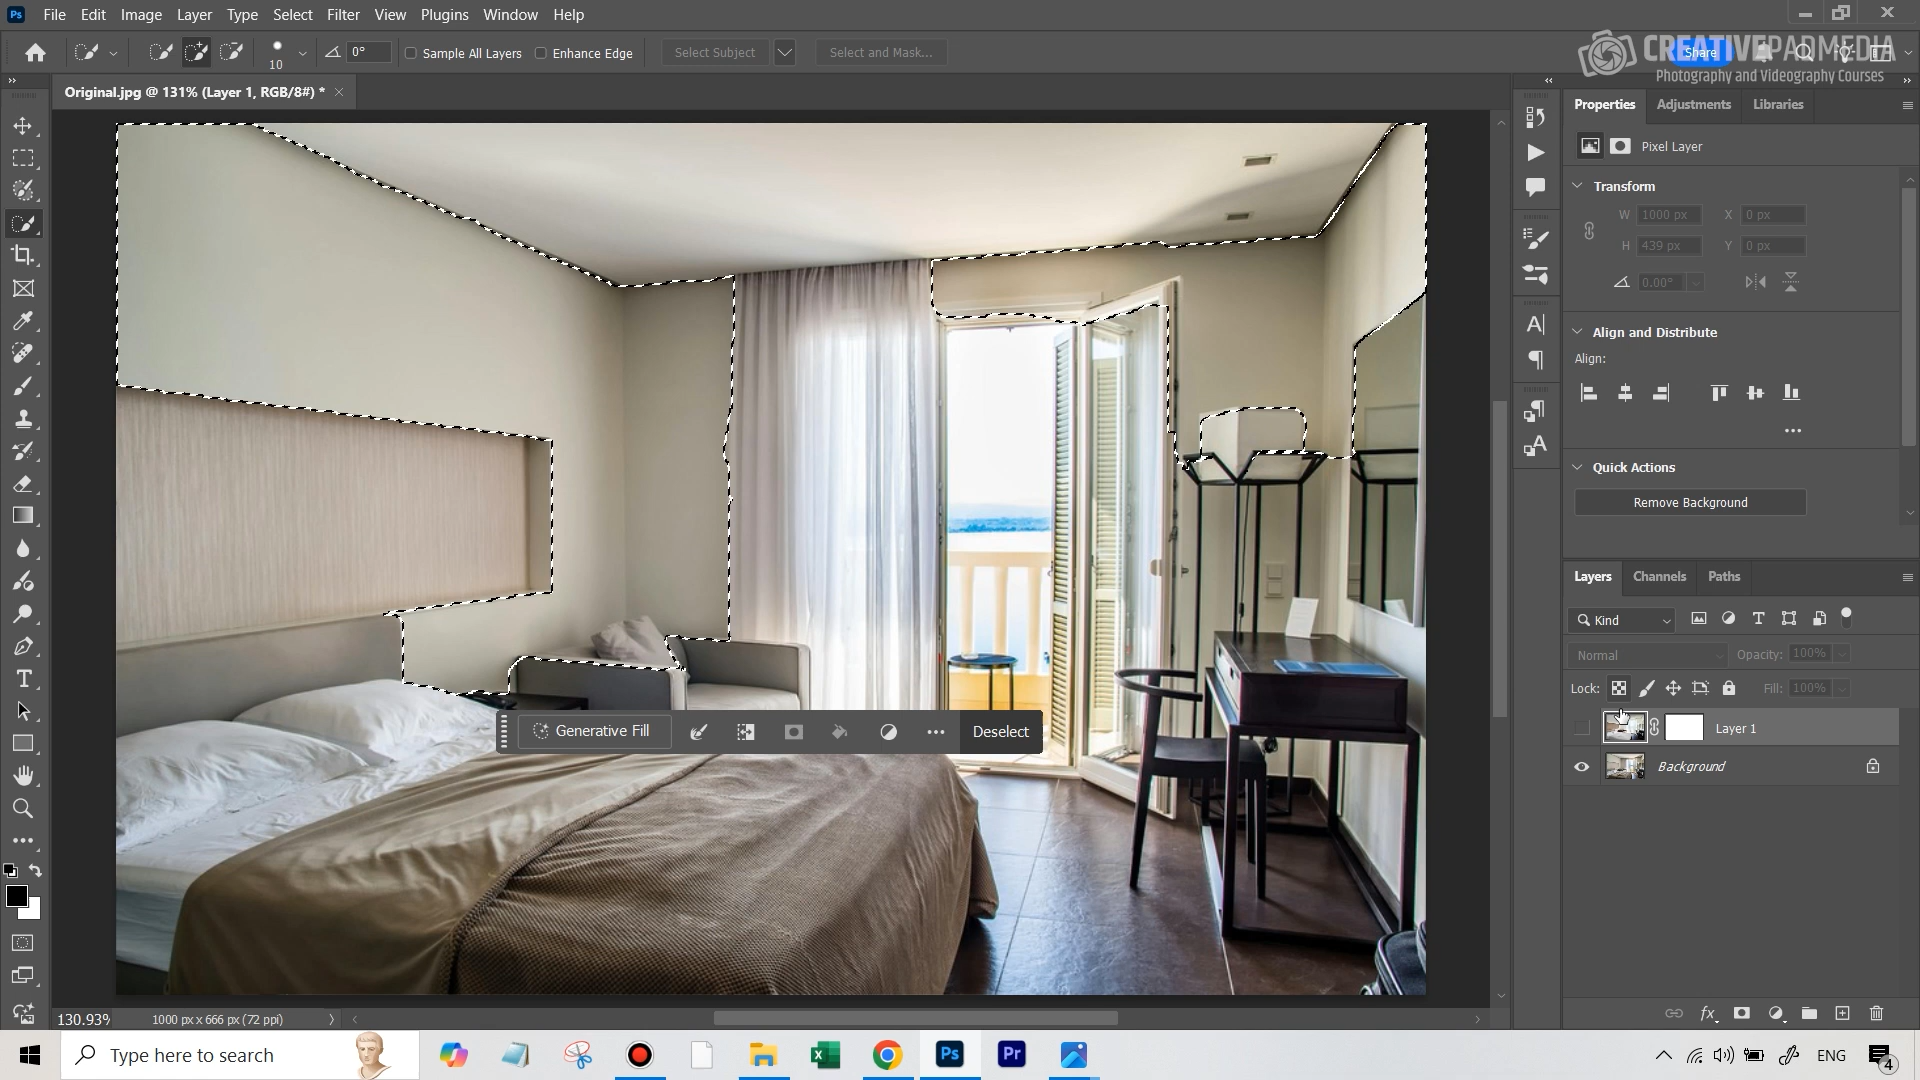 File Edit Image Layer Type Select Filter View Plugins Window Help
10
0°
Sample All Layers
Enhance Edge
Select Subject
Select and Mask...
Share
CREATIVEPADMEDIA
Photography and Videography Courses
Original.jpg @ 131% (Layer 1, RGB/8#) *
Properties Adjustments Libraries
Pixel Layer
Transform
W 1000 px X 0 px
H 439 px Y 0 px
0.00°
Align and Distribute
Align:
Quick Actions
Remove Background
Layers Channels Paths
Kind
Normal Opacity: 100%
Lock: Fill: 100%
Layer 1
Background
Generative Fill
Deselect
130.93% 1000 px x 666 px (72 ppi)
Type here to search
Ps
Pr
ENG
4